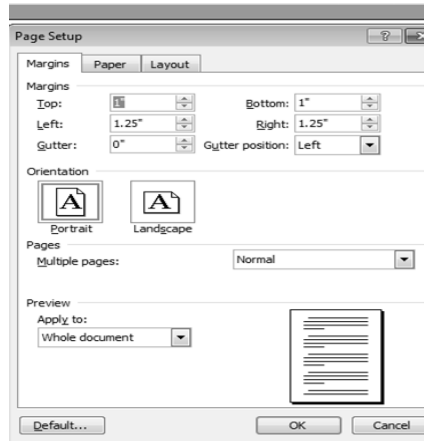 Page Setup
Margins Paper Layout
Margins
Top: 1" Bottom: 1"
Left: 1.25" Right: 1.25"
Gutter: 0" Gutter position: Left
Orientation
A A
Portrait Landscape
Pages
Multiple pages: Normal
Preview
Apply to:
Whole document
Default... OK Cancel